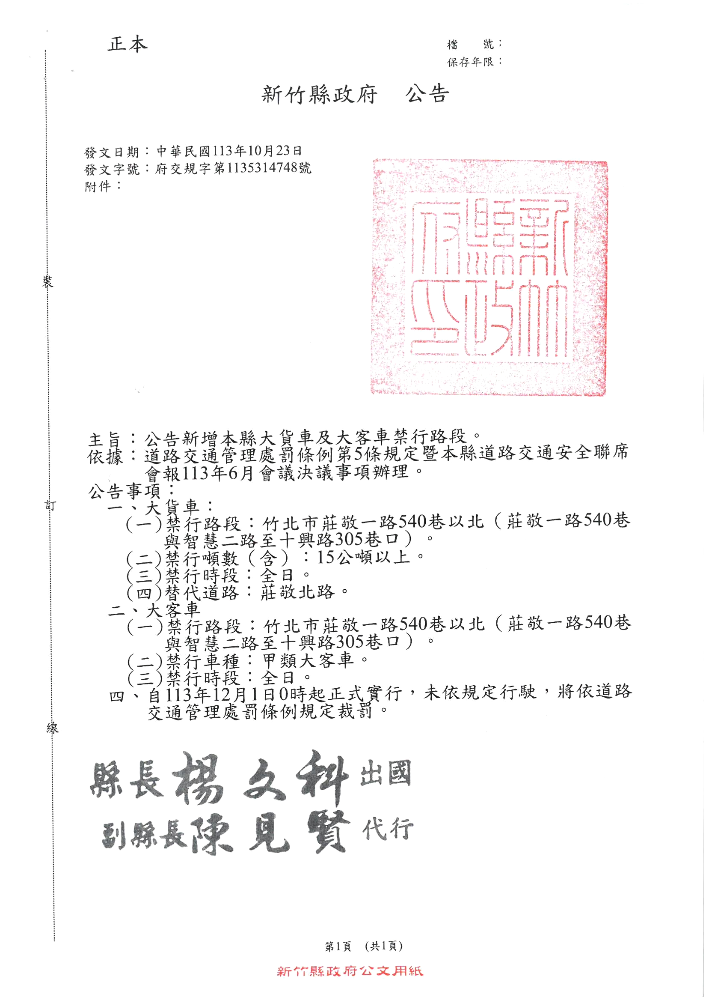 正本
檔　　號：
保存年限：
新竹縣政府　公告
發文日期：中華民國113年10月23日
發文字號：府交規字第1135314748號
附件：
新竹縣政府印
主旨：公告新增本縣大貨車及大客車禁行路段。
依據：道路交通管理處罰條例第5條規定暨本縣道路交通安全聯席
會報113年6月會議決議事項辦理。
公告事項：
一、大貨車：
(一)禁行路段：竹北市莊敬一路540巷以北（莊敬一路540巷
與智慧二路至十興路305巷口）。
(二)禁行噸數（含）：15公噸以上。
(三)禁行時段：全日。
(四)替代道路：莊敬北路。
二、大客車
(一)禁行路段：竹北市莊敬一路540巷以北（莊敬一路540巷
與智慧二路至十興路305巷口）。
(二)禁行車種：甲類大客車。
(三)禁行時段：全日。
四、自113年12月1日0時起正式實行，未依規定行駛，將依道路
交通管理處罰條例規定裁罰。
縣長楊文科出國
副縣長陳見賢代行
裝
訂
線
第1頁　(共1頁)
新竹縣政府公文用紙